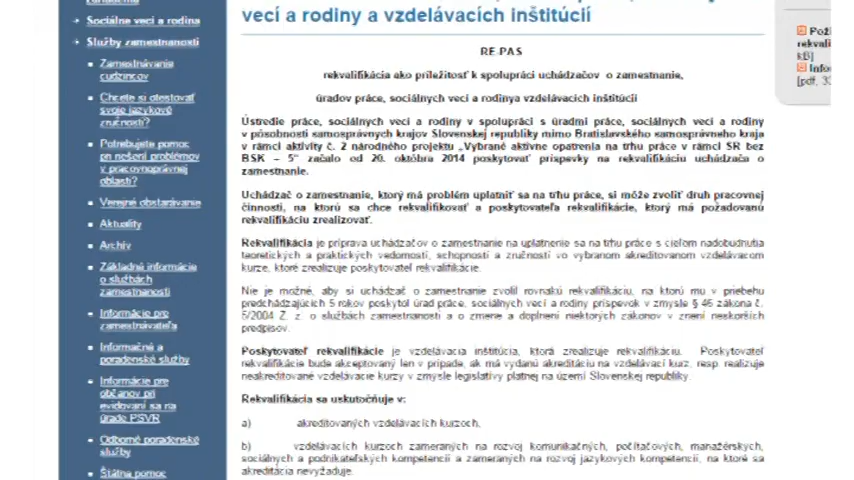 Sociálne veci a rodina
Služby zamestnanosti
Zamestnávanie
cudzincov
Chcete si otestovať
svoje jazykové
zručnosti?
Potrebujete pomoc
pri riešení problémov
v pracovnoprávnej
oblasti?
Verejné obstarávanie
Aktuality
Archív
Základné informácie
o službách
zamestnanosti
Informácie pre
zamestnávateľa
Informačné a
poradenské služby
Informácie pre
občanov pri
evidovaní sa na
úrade PSVR
Odborné poradenské
služby
Štátna pomoc
vecí a rodiny a vzdelávacích inštitúcií
RE-PAS
rekvalifikácia ako príležitosť k spolupráci uchádzačov o zamestnanie,
úradov práce, sociálnych vecí a rodinya vzdelávacích inštitúcií
Ústredie práce, sociálnych vecí a rodiny v spolupráci s úradmi práce, sociálnych vecí a rodiny
v pôsobnosti samosprávnych krajov Slovenskej republiky mimo Bratislavského samosprávneho kraja
v rámci aktivity č. 2 národného projektu „Vybrané aktívne opatrenia na trhu práce v rámci SR bez
BSK – 5“ začalo od 20. októbra 2014 poskytovať príspevky na rekvalifikáciu uchádzača o
zamestnanie.
Uchádzač o zamestnanie, ktorý má problém uplatniť sa na trhu práce, si môže zvoliť druh pracovnej
činnosti, na ktorú sa chce rekvalifikovať a poskytovateľa rekvalifikácie, ktorý má požadovanú
rekvalifikáciu zrealizovať.
Rekvalifikácia je príprava uchádzačov o zamestnanie na uplatnenie sa na trhu práce s cieľom nadobudnutia
teoretických a praktických vedomostí, schopností a zručností vo vybranom akreditovanom vzdelávacom
kurze, ktoré zrealizuje poskytovateľ rekvalifikácie.
Nie je možné, aby si uchádzač o zamestnanie zvolil rovnakú rekvalifikáciu, na ktorú mu v priebehu
predchádzajúcich 5 rokov poskytol úrad práce, sociálnych vecí a rodiny príspevok v zmysle § 46 zákona č.
5/2004 Z. z. o službách zamestnanosti a o zmene a doplnení niektorých zákonov v znení neskorších
predpisov.
Poskytovateľ rekvalifikácie je vzdelávacia inštitúcia, ktorá zrealizuje rekvalifikáciu. Poskytovateľ
rekvalifikácie bude akceptovaný len v prípade, ak má vydanú akreditáciu na vzdelávací kurz, resp. realizuje
neakreditované vzdelávacie kurzy v zmysle legislatívy platnej na území Slovenskej republiky.
Rekvalifikácia sa uskutočňuje v:
a) akreditovaných vzdelávacích kurzoch,
b) vzdelávacích kurzoch zameraných na rozvoj komunikačných, počítačových, manažérskych,
sociálnych a podnikateľských kompetencií a zameraných na rozvoj jazykových kompetencií, na ktoré sa
akreditácia nevyžaduje.
rekvali
kB]